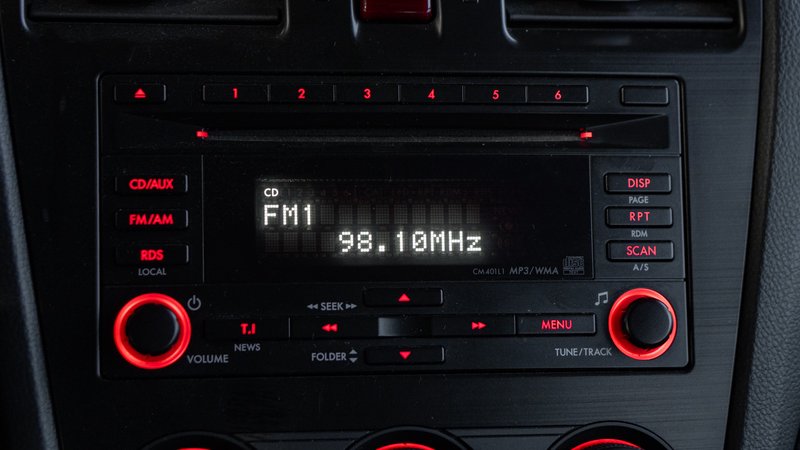 1 2 3 4 5 6
CD/AUX
FM/AM
RDS
LOCAL
CD
FM1
98.10MHz
CM401L1 MP3/WMA
DISP
PAGE
RPT
RDM
SCAN
A/S
VOLUME
T.I
NEWS
SEEK
FOLDER
MENU
TUNE/TRACK